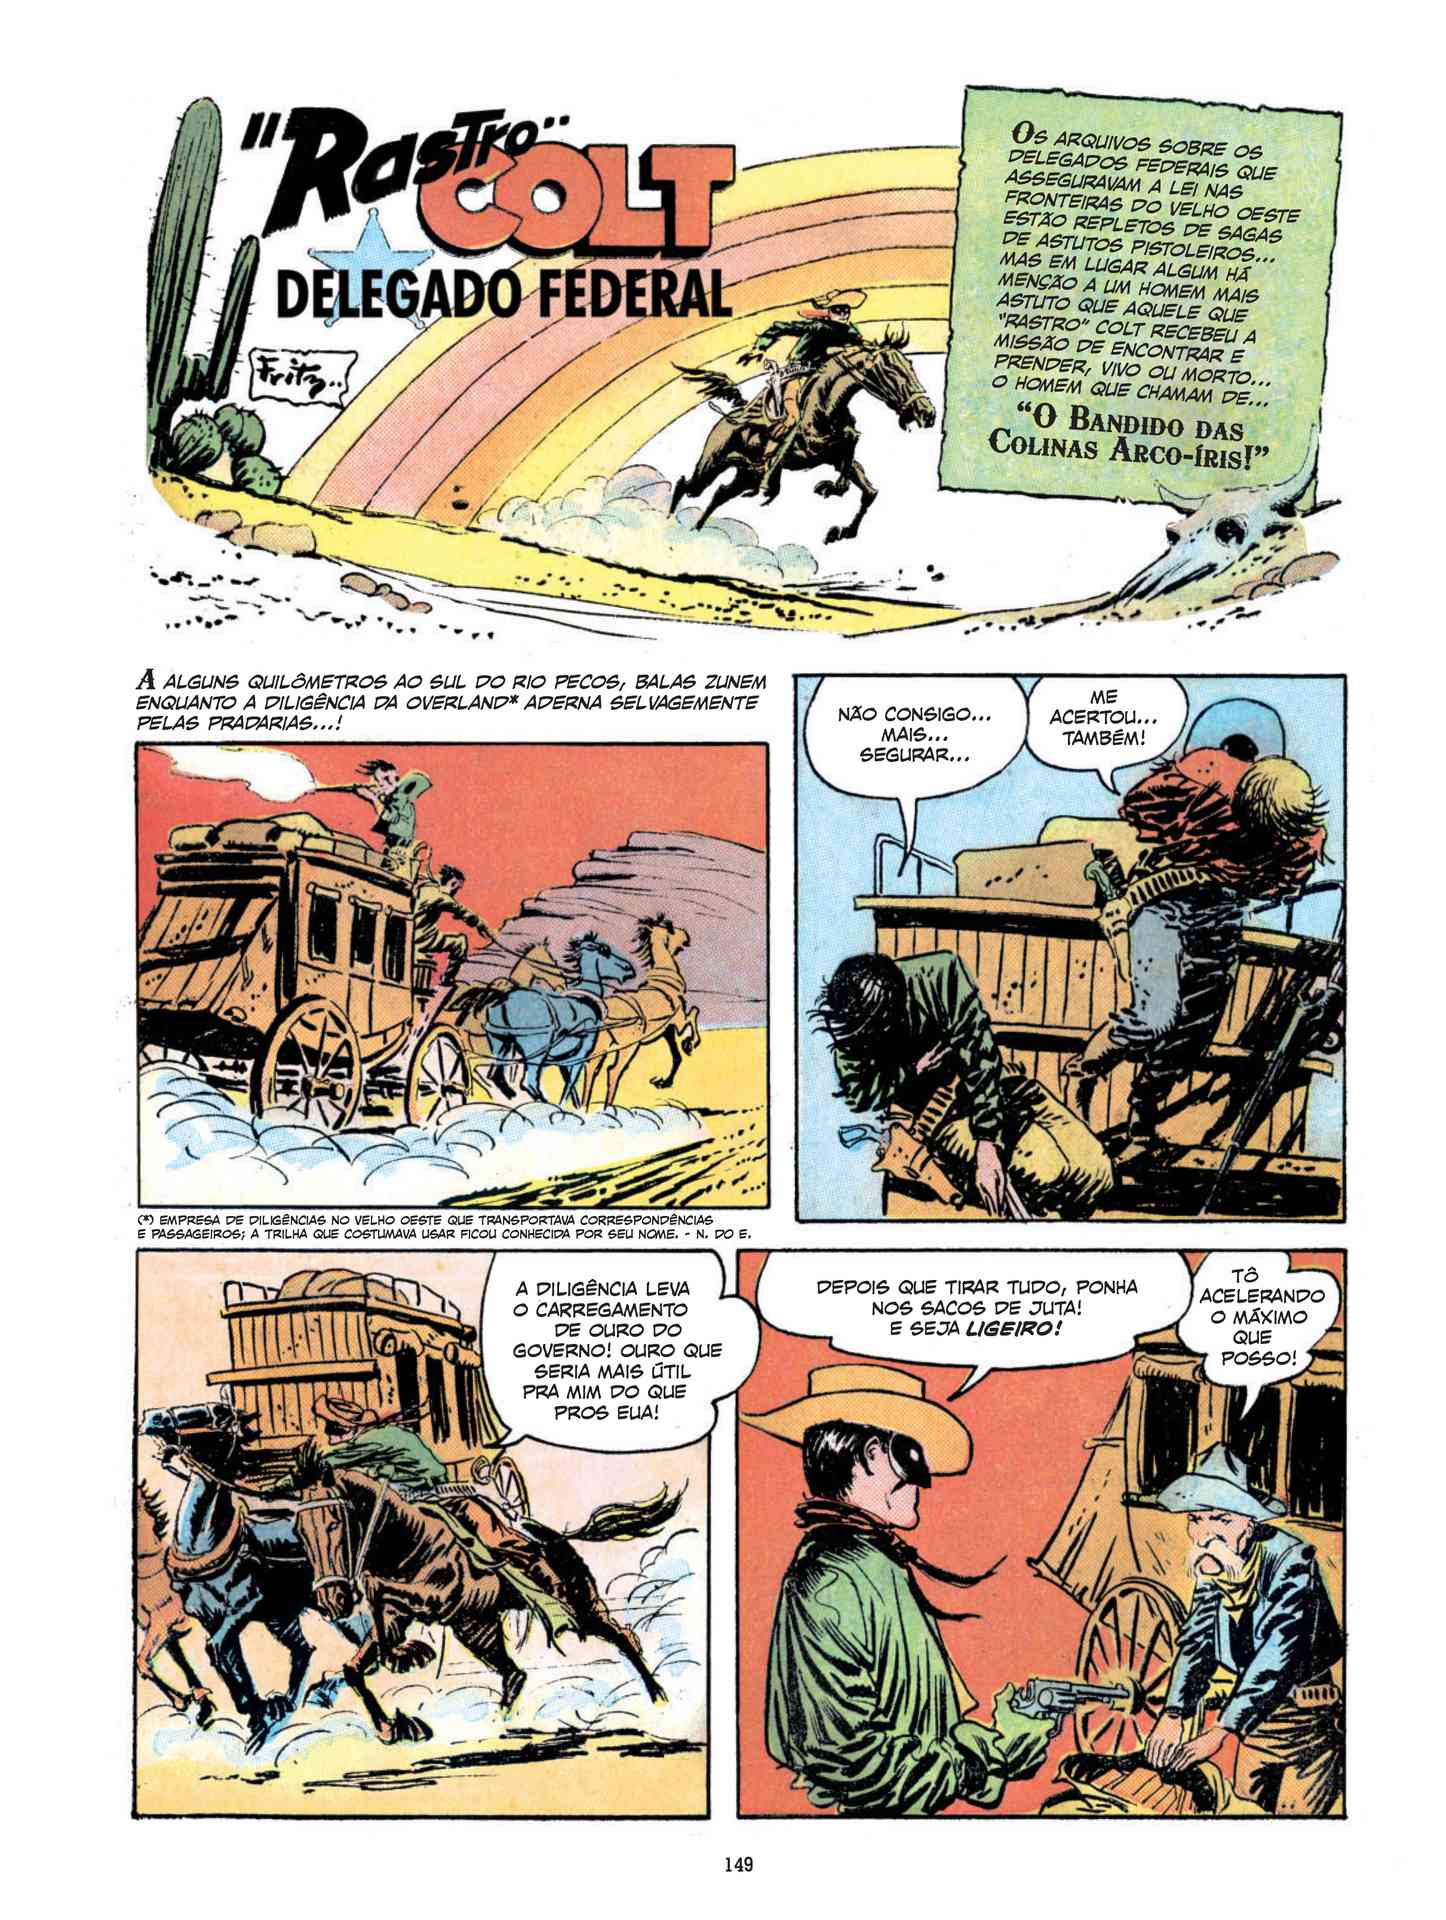 "RASTRO"
COLT
DELEGADO FEDERAL
Fritz..
OS ARQUIVOS SOBRE OS
DELEGADOS FEDERAIS QUE
ASSEGURAVAM A LEI NAS
FRONTEIRAS DO VELHO OESTE
ESTÃO REPLETOS DE SAGAS
DE ASTUTOS PISTOLEIROS...
MAS EM LUGAR ALGUM HÁ
MENÇÃO A UM HOMEM MAIS
ASTUTO QUE AQUELE QUE
"RASTRO" COLT RECEBEU A
MISSÃO DE ENCONTRAR E
PRENDER, VIVO OU MORTO...
O HOMEM QUE CHAMAM DE...
"O BANDIDO DAS
COLINAS ARCO-ÍRIS!"
A ALGUNS QUILÔMETROS AO SUL DO RIO PECOS, BALAS ZUNEM
ENQUANTO A DILIGÊNCIA DA OVERLAND* ADERNA SELVAGEMENTE
PELAS PRADARIAS...!
(*) EMPRESA DE DILIGÊNCIAS NO VELHO OESTE QUE TRANSPORTAVA CORRESPONDÊNCIAS
E PASSAGEIROS; A TRILHA QUE COSTUMAVA USAR FICOU CONHECIDA POR SEU NOME. - N. DO E.
NÃO CONSIGO...
MAIS...
SEGURAR...
ME
ACERTOU...
TAMBÉM!
A DILIGÊNCIA LEVA
O CARREGAMENTO
DE OURO DO
GOVERNO! OURO QUE
SERIA MAIS ÚTIL
PRA MIM DO QUE
PROS EUA!
DEPOIS QUE TIRAR TUDO, PONHA
NOS SACOS DE JUTA!
E SEJA LIGEIRO!
TÔ
ACELERANDO
O MÁXIMO
QUE
POSSO!
149